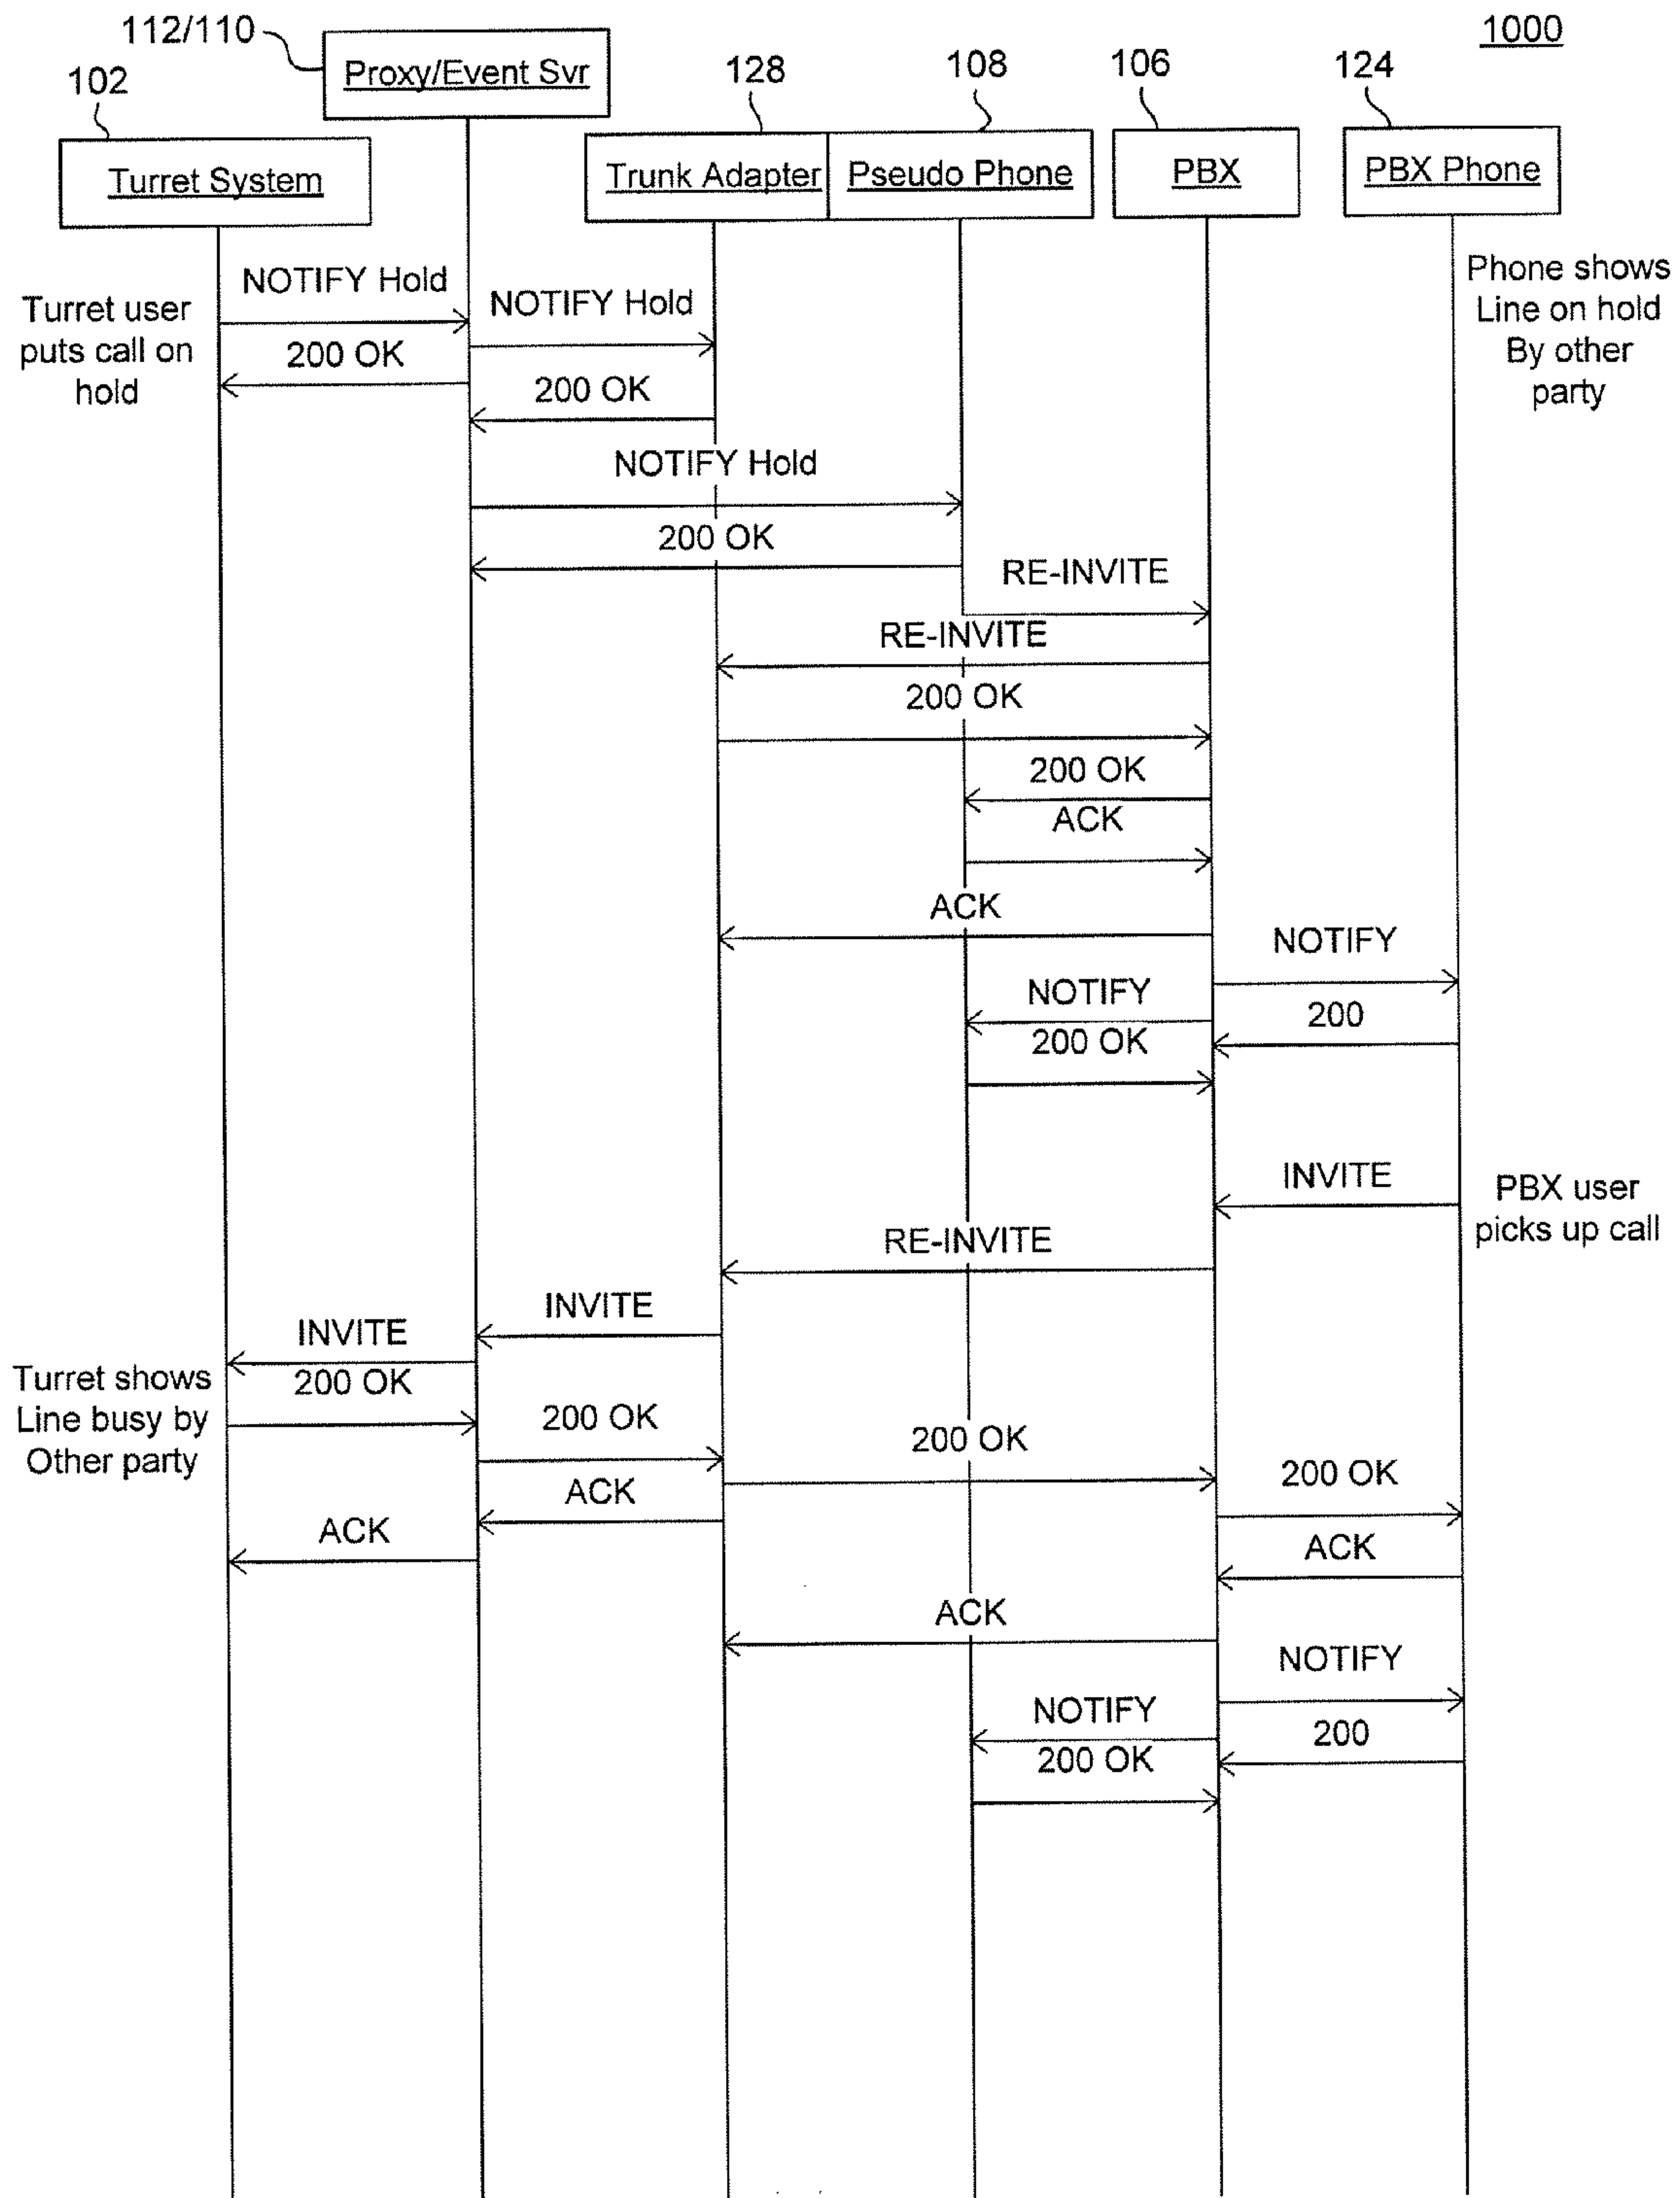 1000
112/110
Proxy/Event Svr
102
128
108
106
124
Turret System
Trunk Adapter
Pseudo Phone
PBX
PBX Phone
NOTIFY Hold
Turret user
puts call on
hold
NOTIFY Hold
Phone shows
Line on hold
By other
party
200 OK
200 OK
NOTIFY Hold
200 OK
RE-INVITE
RE-INVITE
200 OK
200 OK
ACK
ACK
NOTIFY
NOTIFY
200
200 OK
INVITE
PBX user
picks up call
RE-INVITE
INVITE
INVITE
Turret shows
Line busy by
Other party
200 OK
200 OK
200 OK
200 OK
ACK
ACK
ACK
ACK
NOTIFY
NOTIFY
200
200 OK